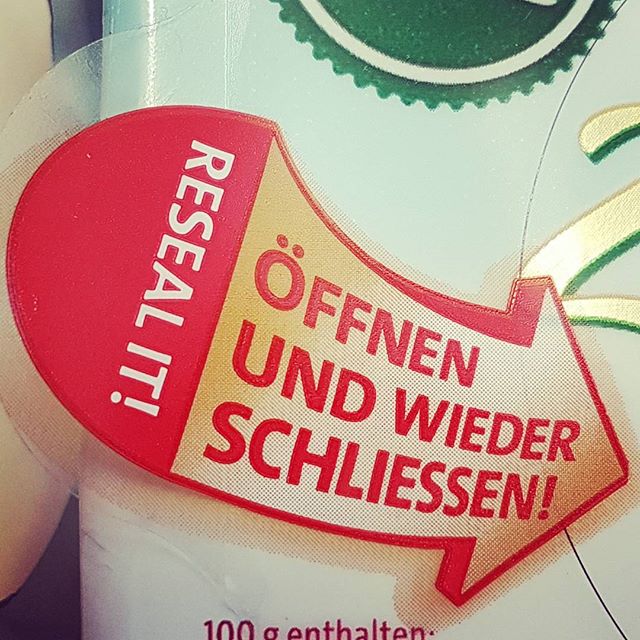 RESEAL IT!
ÖFFNEN
UND WIEDER
SCHLIESSEN!
100 g enthalten: